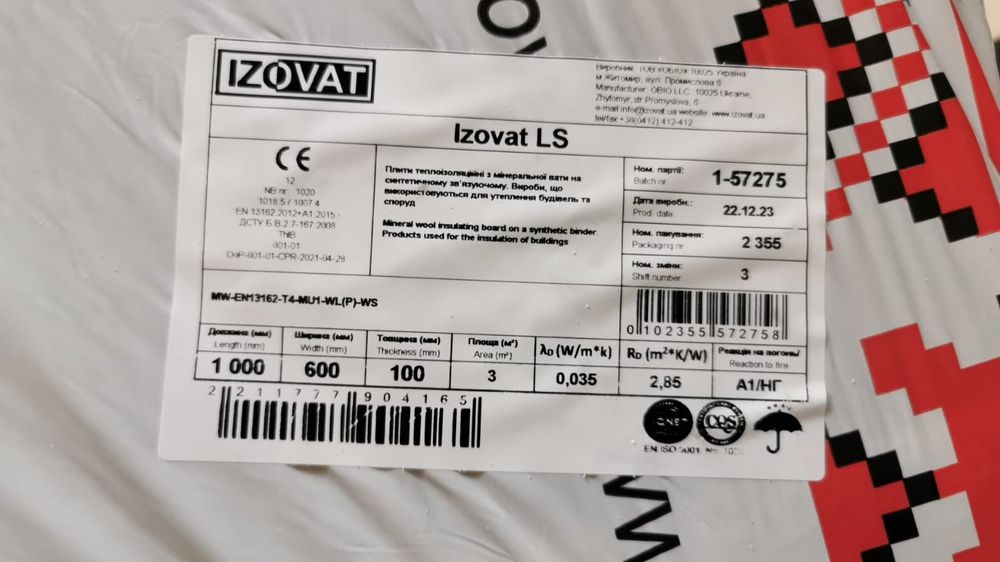 IZOVAT
Виробник: ТОВ «ОБІО» 10025 Україна
м.Житомир, вул. Промислова 6
Manufacturer: OBIO LLC. 10025 Ukraine,
Zhytomyr, str Promyslova, 6
e-mail info@izovat.ua website: www.izovat.ua
tel/fax +38(0412) 412-412
Izovat LS
CE
12
NB nr: 1020
1018.5 / 1007.4
EN 13162:2012+A1:2015 -
ДСТУ Б В.2.7-167:2008
ThIB
001-01
DoP-001-01-CPR-2021-04-28
Плити теплоізоляційні з мінеральної вати на
синтетичному зв'язуючому. Вироби, що
використовуються для утеплення будівель та
споруд
Mineral wool insulating board on a synthetic binder.
Products used for the insulation of buildings
Ном. партії:
Batch nr
1-57275
Дата виробн.:
Prod. date
22.12.23
Ном. пакування:
Packaging nr
2 355
Ном. зміни:
Shift number
3
MW-EN13162-T4-MU1-WL(P)-WS
0 102355 572758
Довжина (мм) Ширина (мм) Товщина (мм) Площа (м²) λD (W/m*k) RD (m²*K/W) Реакція на вогонь/
Length (mm) Width (mm) Thickness (mm) Area (m²) Reaction to fire
1 000 600 100 3 0,035 2,85 А1/НГ
2 211777 904165
EN ISO 9001.